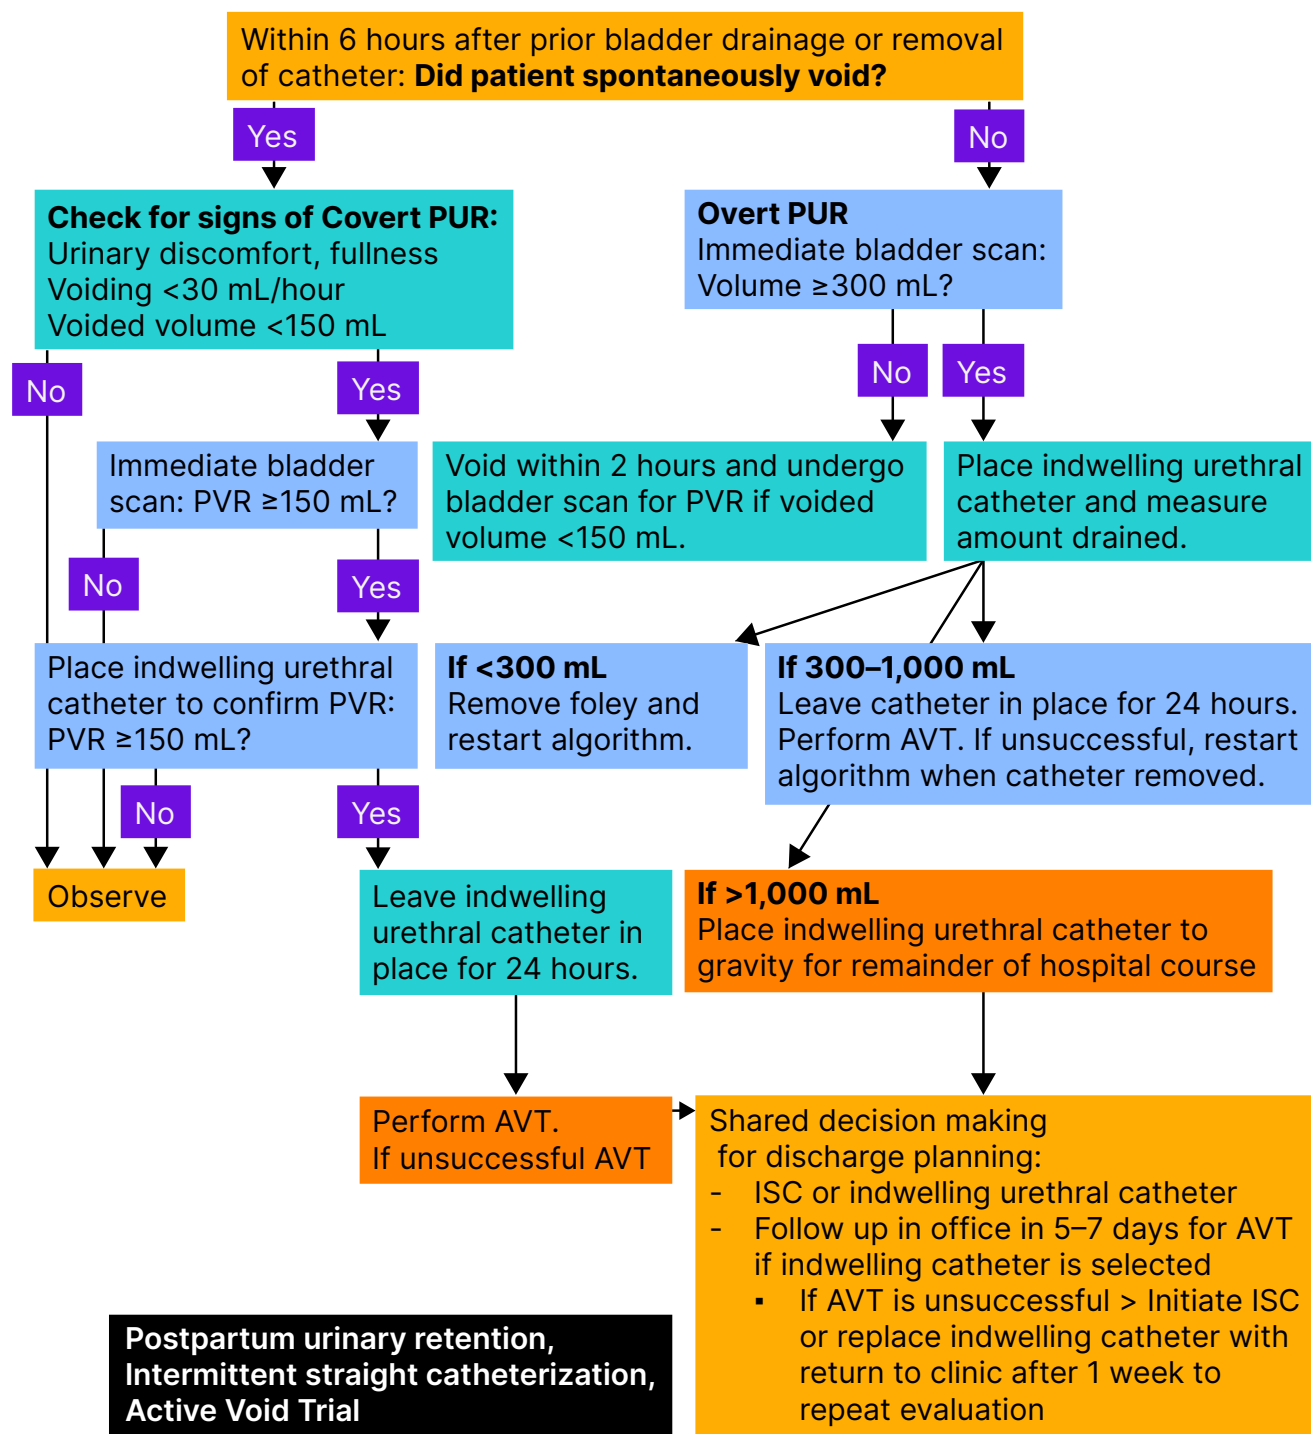 Within 6 hours after prior bladder drainage or removal
of catheter: Did patient spontaneously void?
Yes
No
Check for signs of Covert PUR:
Urinary discomfort, fullness
Voiding <30 mL/hour
Voided volume <150 mL
Overt PUR
Immediate bladder scan:
Volume ≥300 mL?
No
Yes
No
Yes
Immediate bladder
scan: PVR ≥150 mL?
Void within 2 hours and undergo
bladder scan for PVR if voided
volume <150 mL.
Place indwelling urethral
catheter and measure
amount drained.
No
Yes
Place indwelling urethral
catheter to confirm PVR:
PVR ≥150 mL?
If <300 mL
Remove foley and
restart algorithm.
If 300–1,000 mL
Leave catheter in place for 24 hours.
Perform AVT. If unsuccessful, restart
algorithm when catheter removed.
No
Yes
Observe
Leave indwelling
urethral catheter in
place for 24 hours.
If >1,000 mL
Place indwelling urethral catheter to
gravity for remainder of hospital course
Perform AVT.
If unsuccessful AVT
Shared decision making
for discharge planning:
- ISC or indwelling urethral catheter
- Follow up in office in 5–7 days for AVT
if indwelling catheter is selected
▪ If AVT is unsuccessful > Initiate ISC
or replace indwelling catheter with
return to clinic after 1 week to
repeat evaluation
Postpartum urinary retention,
Intermittent straight catheterization,
Active Void Trial